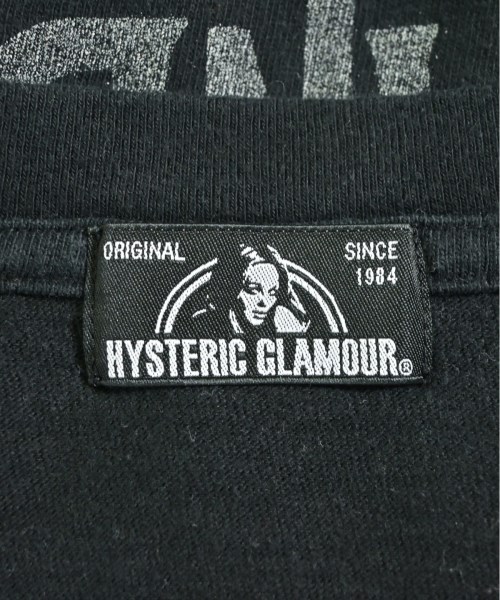 ORIGINAL
SINCE
1984
HYSTERIC GLAMOUR®